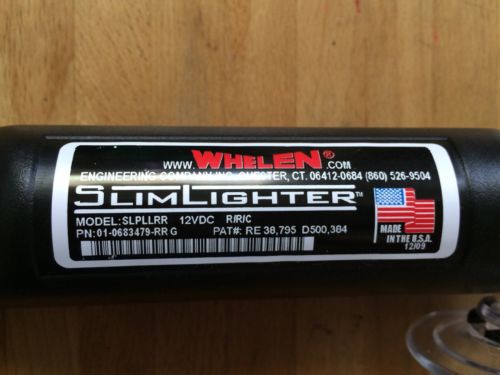 www.WHELEN®.COM
ENGINEERING COMPANY INC. CHESTER, CT. 06412-0684 (860) 526-9504
SLIMLIGHTER™
MODEL: SLPLLRR 12VDC R/R/C
PN: 01-0683479-RR G PAT#: RE 38,795 D500,384
MADE
IN THE U.S.A.
12/09